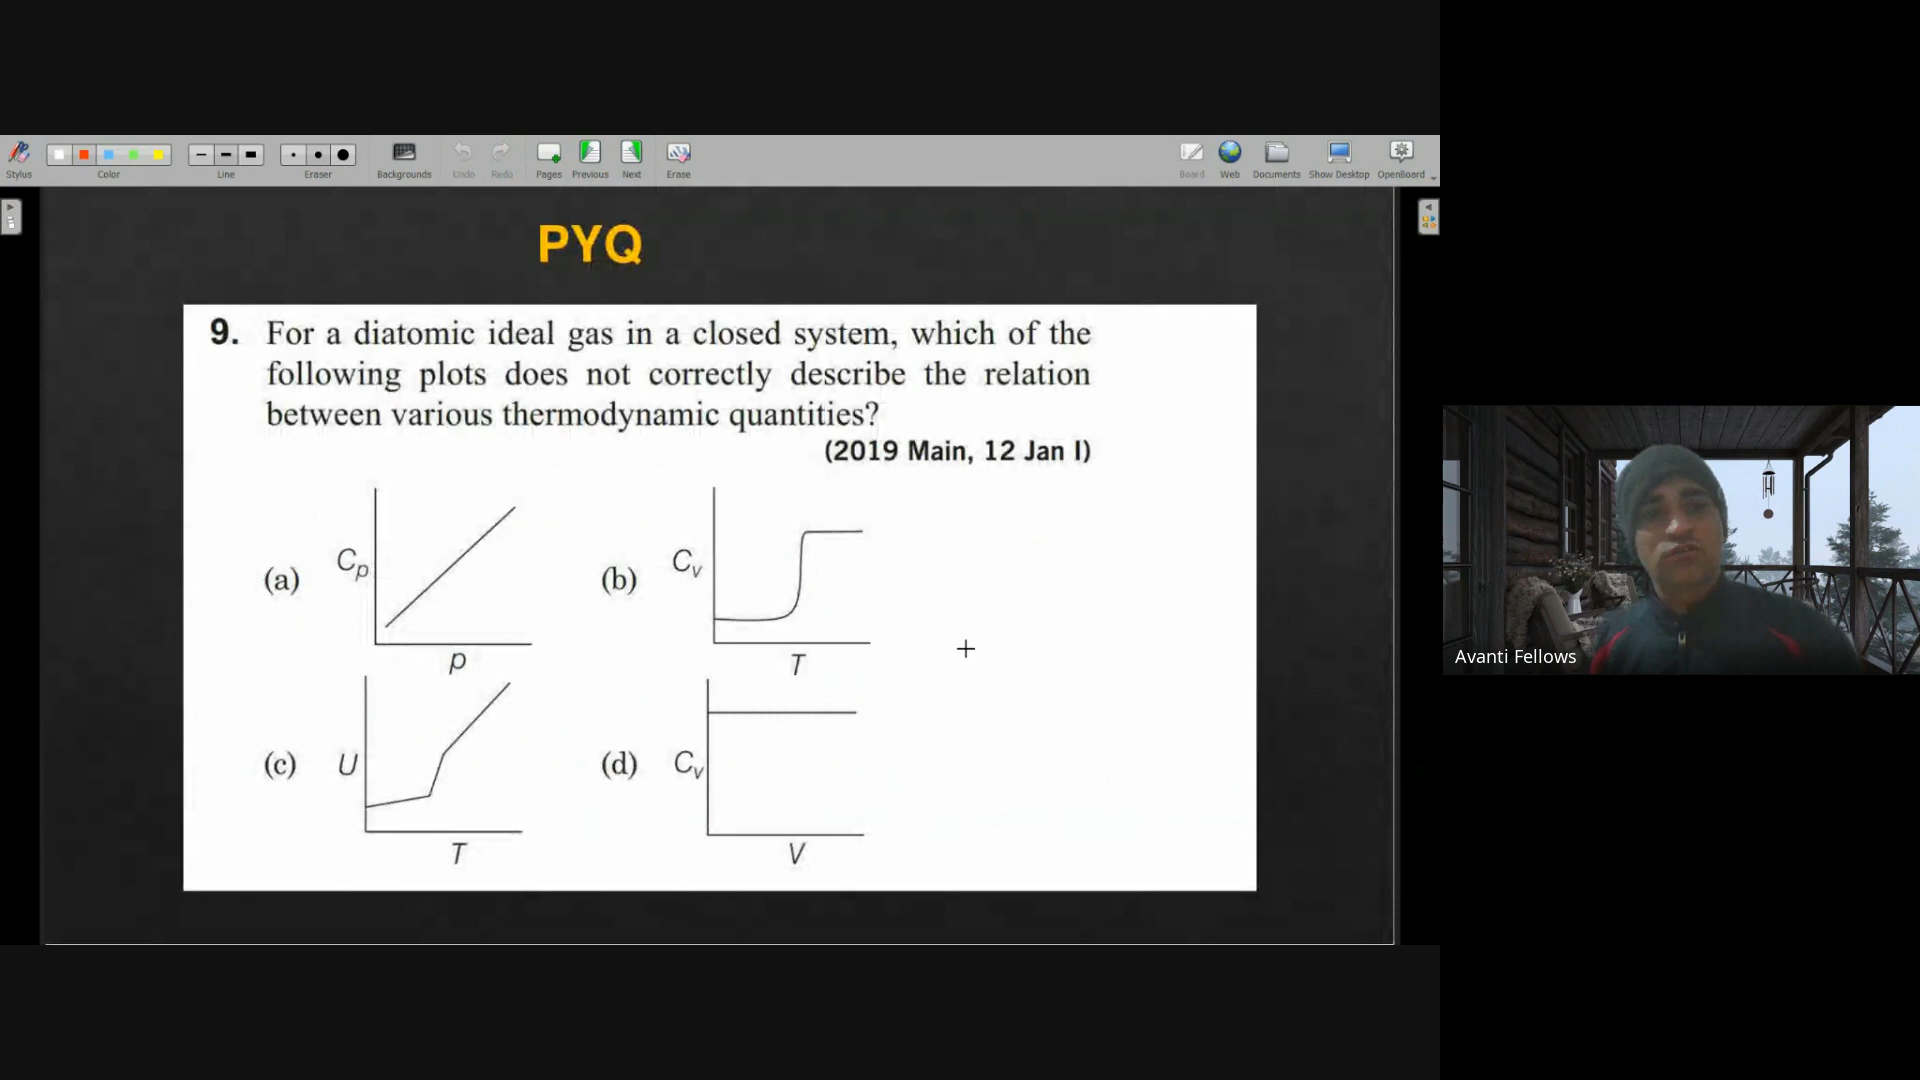 Stylus
Color
Line
Eraser
Backgrounds
Undo
Redo
Pages
Previous
Next
Erase
Board
Web
Documents
Show Desktop
OpenBoard
PYQ
9. For a diatomic ideal gas in a closed system, which of the
following plots does not correctly describe the relation
between various thermodynamic quantities?
(2019 Main, 12 Jan I)
(a) Cp
p
(b) Cv
T
(c) U
T
(d) Cv
V
Avanti Fellows